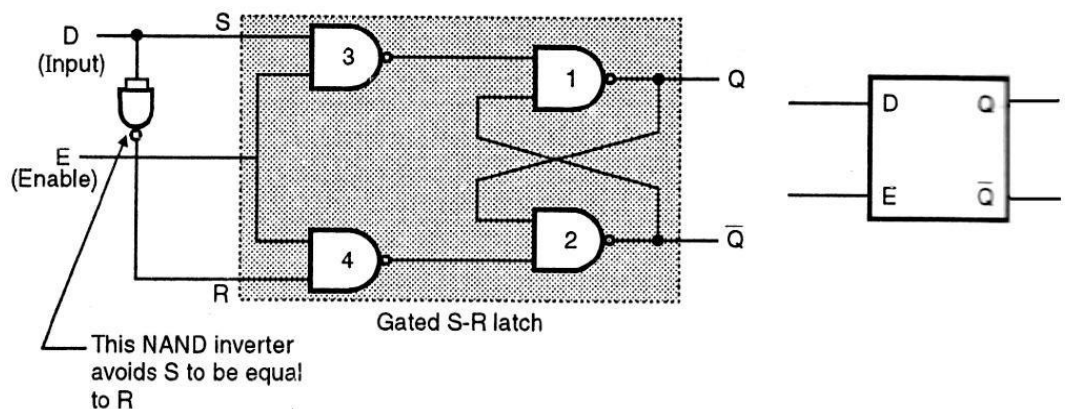 D
(Input)
S
3
1
Q
E
(Enable)
4
2
Q̅
R
Gated S-R latch
This NAND inverter
avoids S to be equal
to R
D Q
E Q̅